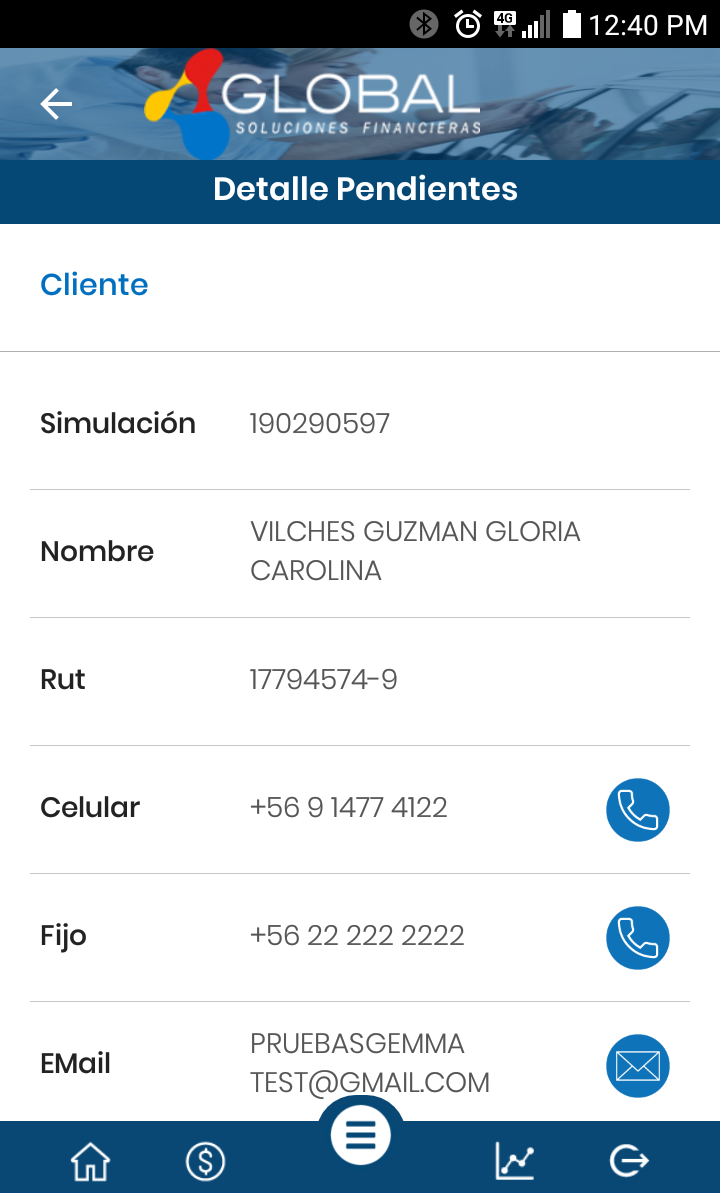 4G
12:40 PM
GLOBAL
SOLUCIONES FINANCIERAS
Detalle Pendientes
Cliente
Simulación 190290597
Nombre VILCHES GUZMAN GLORIA
CAROLINA
Rut 17794574-9
Celular +56 9 1477 4122
Fijo +56 22 222 2222
EMail PRUEBASGEMMA
TEST@GMAIL.COM